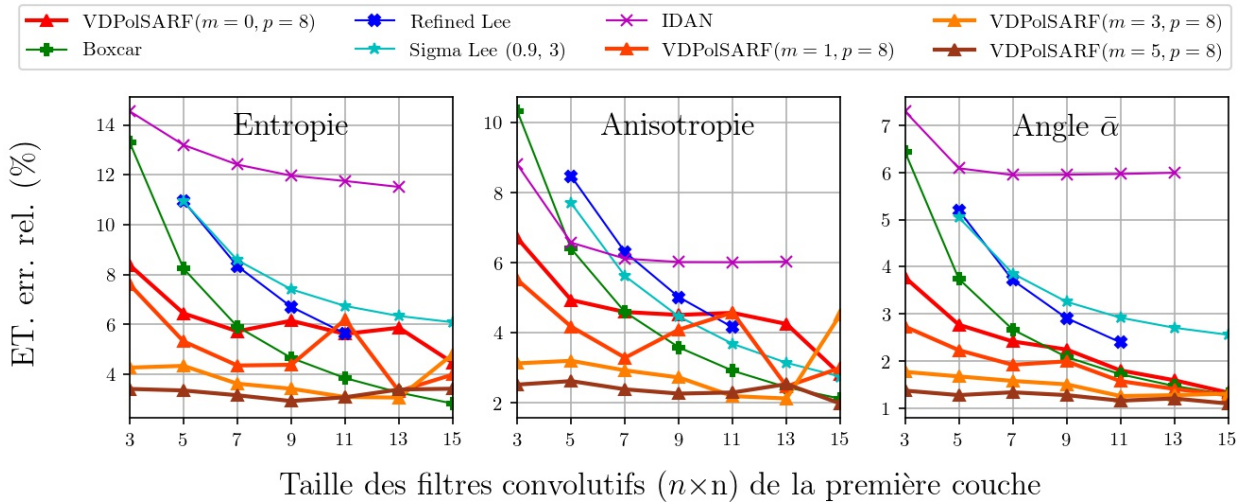 VDPolSARF(m = 0, p = 8)
Refined Lee
IDAN
VDPolSARF(m = 3, p = 8)
Boxcar
Sigma Lee (0.9, 3)
VDPolSARF(m = 1, p = 8)
VDPolSARF(m = 5, p = 8)
ET. err. rel. (%)
Entropie
14
12
10
8
6
4
3 5 7 9 11 13 15
Anisotropie
10
8
6
4
2
3 5 7 9 11 13 15
Angle ᾱ
7
6
5
4
3
2
1
3 5 7 9 11 13 15
Taille des filtres convolutifs (n×n) de la première couche